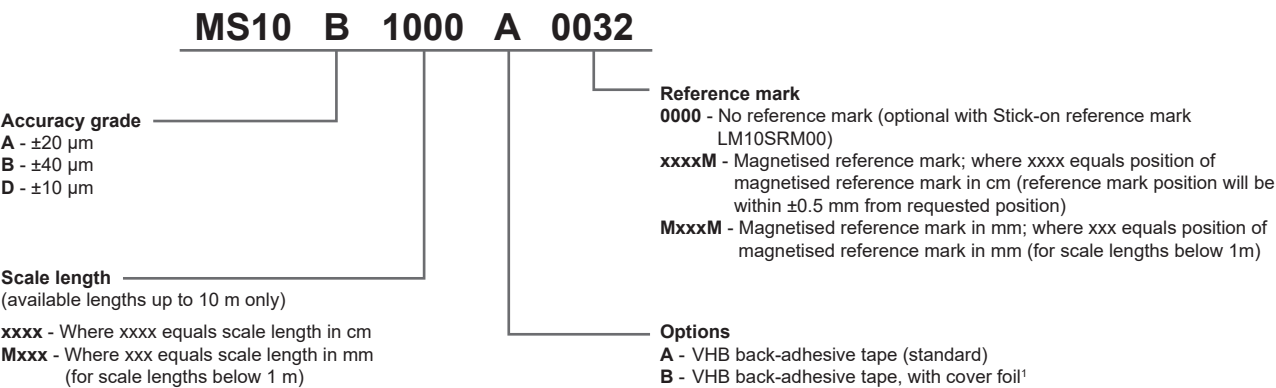 MS10 B 1000 A 0032
Accuracy grade
A - ±20 µm
B - ±40 µm
D - ±10 µm
Scale length
(available lengths up to 10 m only)
xxxx - Where xxxx equals scale length in cm
Mxxx - Where xxx equals scale length in mm
(for scale lengths below 1 m)
Reference mark
0000 - No reference mark (optional with Stick-on reference mark
LM10SRM00)
xxxxM - Magnetised reference mark; where xxxx equals position of
magnetised reference mark in cm (reference mark position will be
within ±0.5 mm from requested position)
MxxxM - Magnetised reference mark in mm; where xxx equals position of
magnetised reference mark in mm (for scale lengths below 1m)
Options
A - VHB back-adhesive tape (standard)
B - VHB back-adhesive tape, with cover foil¹